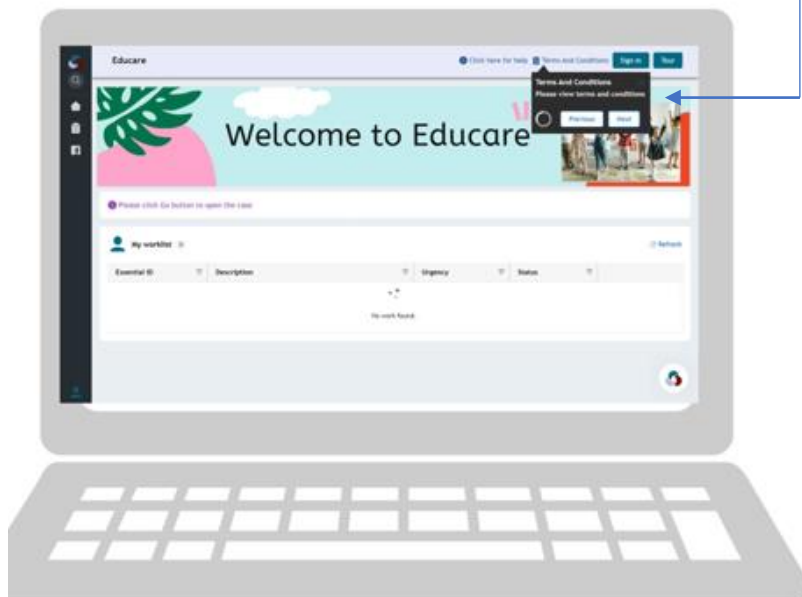 Educare
Click here for help Terms And Conditions Sign in Tour
Terms And Conditions
Please view terms and conditions
Previous Next
Welcome to Educare
Please click Go button to open the case
My worklist
Refresh
Essential ID Description Urgency Status
No work found